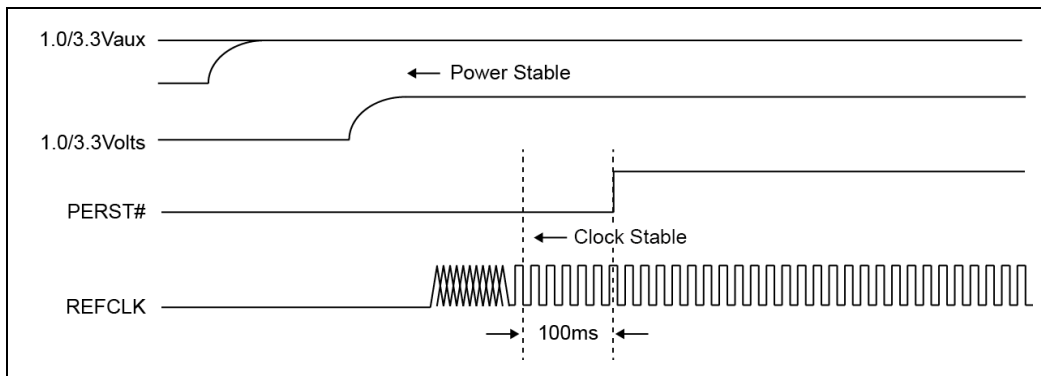 1.0/3.3Vaux
Power Stable
1.0/3.3Volts
PERST#
Clock Stable
REFCLK
100ms